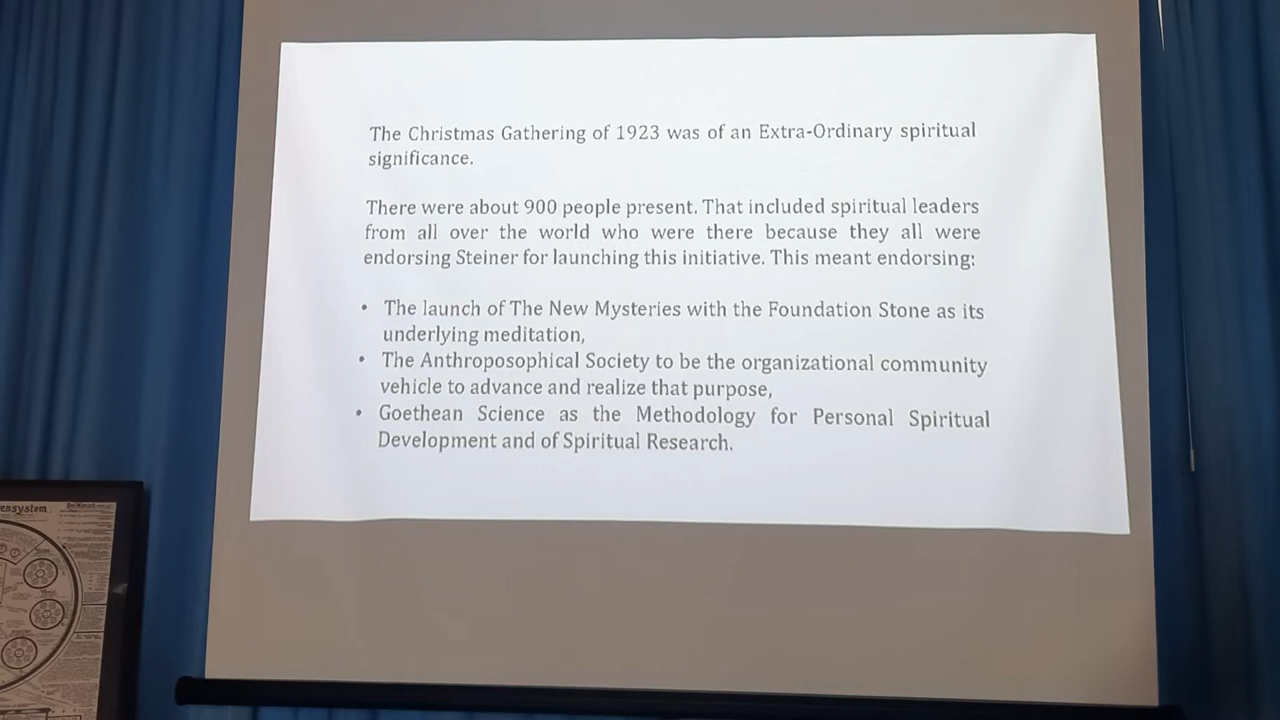 The Christmas Gathering of 1923 was of an Extra-Ordinary spiritual
significance.
There were about 900 people present. That included spiritual leaders
from all over the world who were there because they all were
endorsing Steiner for launching this initiative. This meant endorsing:
• The launch of The New Mysteries with the Foundation Stone as its
underlying meditation,
• The Anthroposophical Society to be the organizational community
vehicle to advance and realize that purpose,
• Goethean Science as the Methodology for Personal Spiritual
Development and of Spiritual Research.
ensystem.